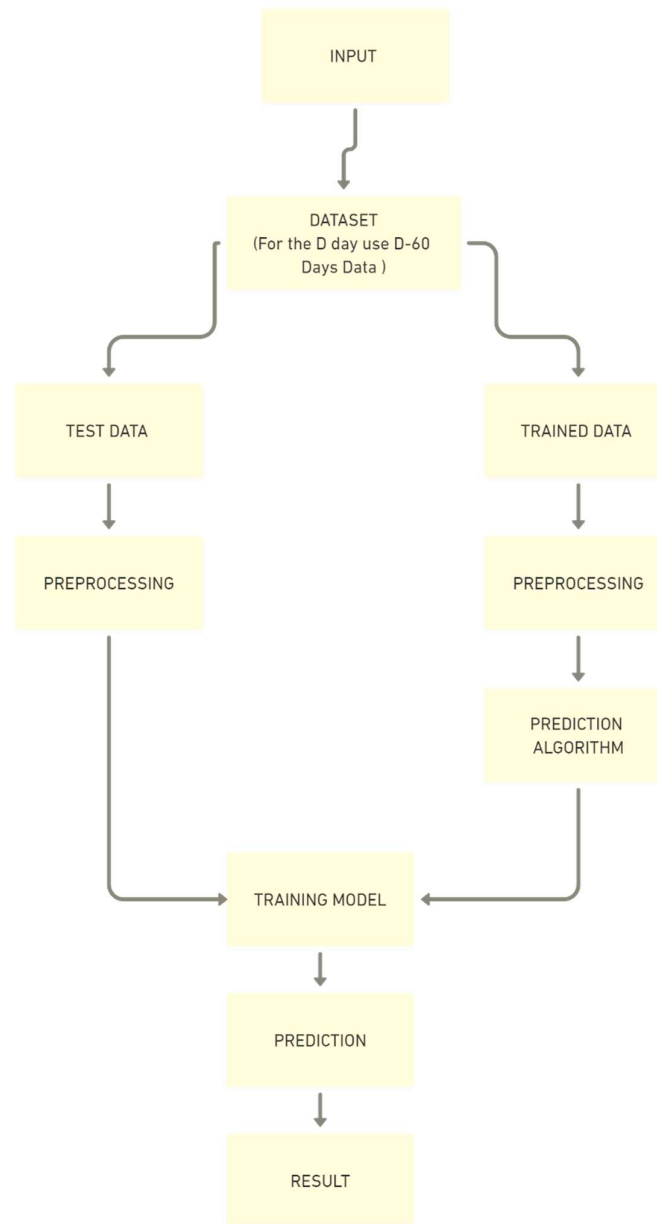 INPUT
DATASET
(For the D day use D-60
Days Data )
TEST DATA
TRAINED DATA
PREPROCESSING
PREPROCESSING
PREDICTION
ALGORITHM
TRAINING MODEL
PREDICTION
RESULT